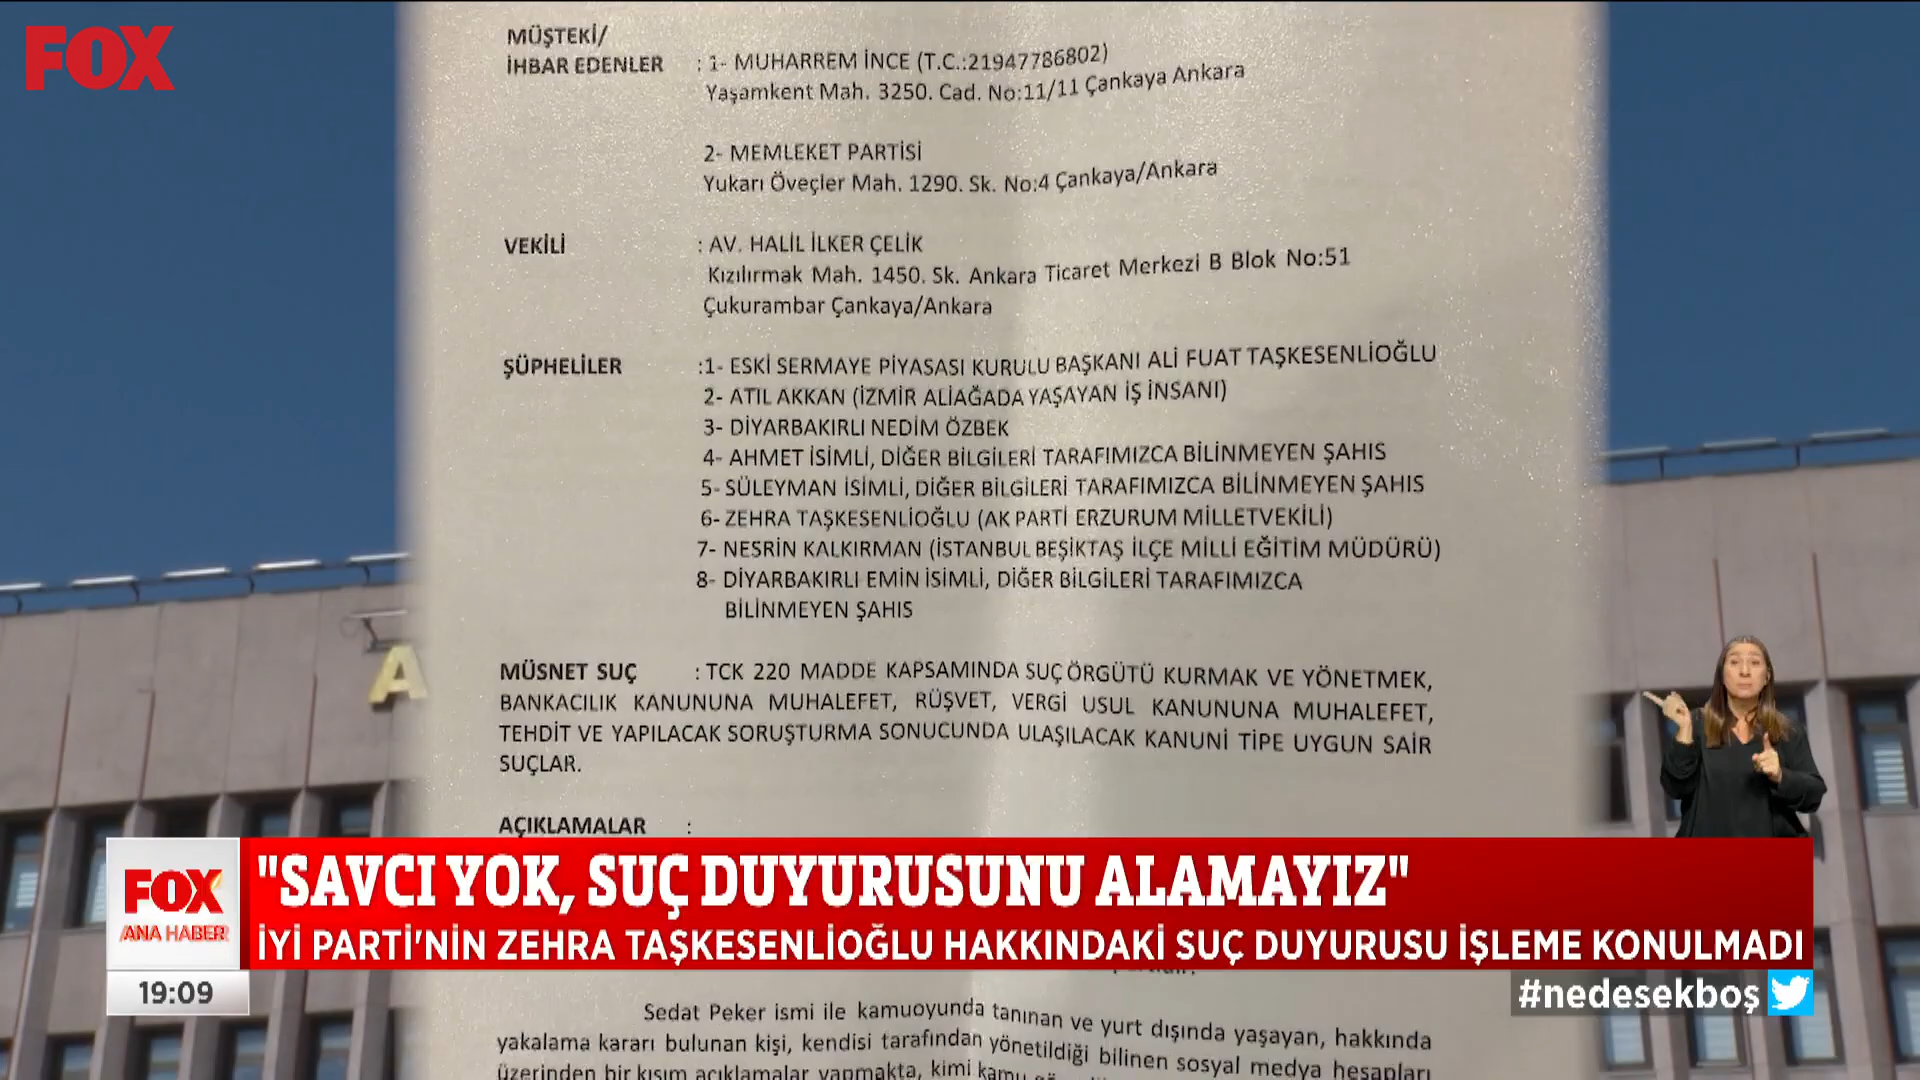 FOX
MÜŞTEKİ/
İHBAR EDENLER : 1- MUHARREM İNCE (T.C.:21947786802)
Yaşamkent Mah. 3250. Cad. No:11/11 Çankaya Ankara
2- MEMLEKET PARTİSİ
Yukarı Öveçler Mah. 1290. Sk. No:4 Çankaya/Ankara
VEKİLİ : AV. HALİL İLKER ÇELİK
Kızılırmak Mah. 1450. Sk. Ankara Ticaret Merkezi B Blok No:51
Çukurambar Çankaya/Ankara
ŞÜPHELİLER :1- ESKİ SERMAYE PİYASASI KURULU BAŞKANI ALİ FUAT TAŞKESENLİOĞLU
2- ATIL AKKAN (İZMİR ALİAĞADA YAŞAYAN İŞ İNSANI)
3- DİYARBAKIRLI NEDİM ÖZBEK
4- AHMET İSİMLİ, DİĞER BİLGİLERİ TARAFIMIZCA BİLİNMEYEN ŞAHIS
5- SÜLEYMAN İSİMLİ, DİĞER BİLGİLERİ TARAFIMIZCA BİLİNMEYEN ŞAHIS
6- ZEHRA TAŞKESENLİOĞLU (AK PARTİ ERZURUM MİLLETVEKİLİ)
7- NESRİN KALKIRMAN (İSTANBUL BEŞİKTAŞ İLÇE MİLLİ EĞİTİM MÜDÜRÜ)
8- DİYARBAKIRLI EMİN İSİMLİ, DİĞER BİLGİLERİ TARAFIMIZCA
BİLİNMEYEN ŞAHIS
MÜSNET SUÇ : TCK 220 MADDE KAPSAMINDA SUÇ ÖRGÜTÜ KURMAK VE YÖNETMEK,
BANKACILIK KANUNUNA MUHALEFET, RÜŞVET, VERGİ USUL KANUNUNA MUHALEFET,
TEHDİT VE YAPILACAK SORUŞTURMA SONUCUNDA ULAŞILACAK KANUNİ TİPE UYGUN SAİR
SUÇLAR.
A
AÇIKLAMALAR :
"SAVCI YOK, SUÇ DUYURUSUNU ALAMAYIZ"
FOX
ANA HABER
İYİ PARTİ'NİN ZEHRA TAŞKESENLİOĞLU HAKKINDAKİ SUÇ DUYURUSU İŞLEME KONULMADI
19:09
#nedesekboş
Sedat Peker ismi ile kamuoyunda tanınan ve yurt dışında yaşayan, hakkında
yakalama kararı bulunan kişi, kendisi tarafından yönetildiği bilinen sosyal medya hesapları
üzerinden bir kısım açıklamalar yapmakta, kimi kamu